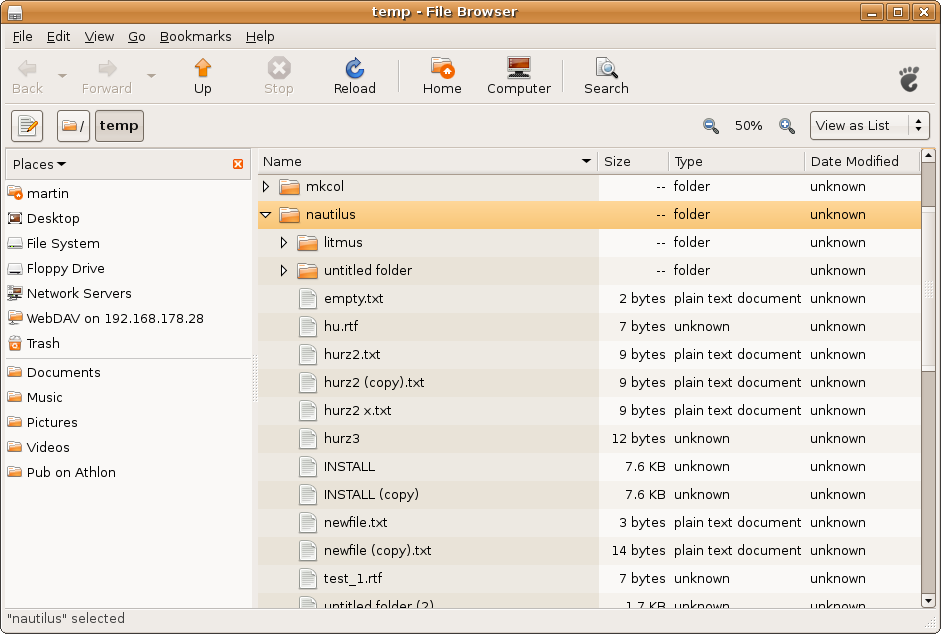 temp - File Browser
File Edit View Go Bookmarks Help
Back Forward Up Stop Reload Home Computer Search
/ temp 50% View as List
Places
martin
Desktop
File System
Floppy Drive
Network Servers
WebDAV on 192.168.178.28
Trash
Documents
Music
Pictures
Videos
Pub on Athlon
Name Size Type Date Modified
mkcol -- folder unknown
nautilus -- folder unknown
litmus -- folder unknown
untitled folder -- folder unknown
empty.txt 2 bytes plain text document unknown
hu.rtf 7 bytes unknown unknown
hurz2.txt 9 bytes plain text document unknown
hurz2 (copy).txt 9 bytes plain text document unknown
hurz2 x.txt 9 bytes plain text document unknown
hurz3 12 bytes unknown unknown
INSTALL 7.6 KB unknown unknown
INSTALL (copy) 7.6 KB unknown unknown
newfile.txt 3 bytes plain text document unknown
newfile (copy).txt 14 bytes plain text document unknown
test_1.rtf 7 bytes unknown unknown
untitled folder (2) 1.7 KB unknown unknown
"nautilus" selected